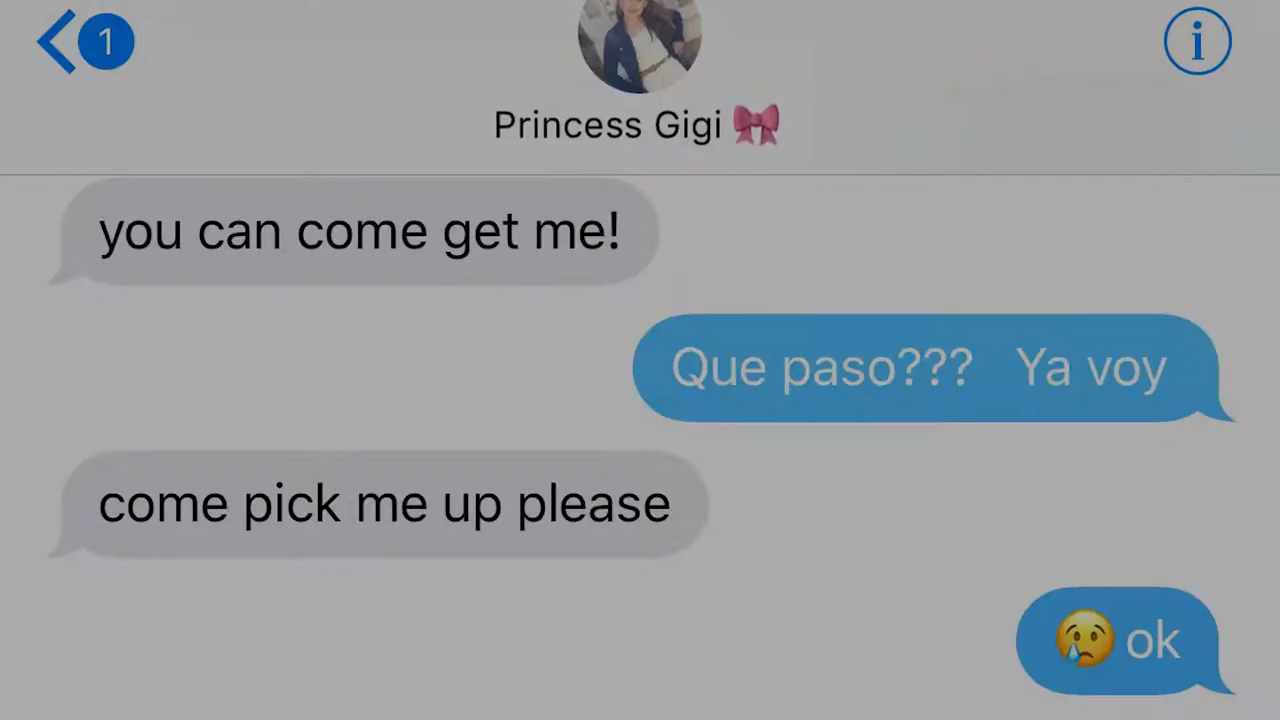 1
Princess Gigi 🎀
you can come get me!
Que paso??? Ya voy
come pick me up please
😢 ok